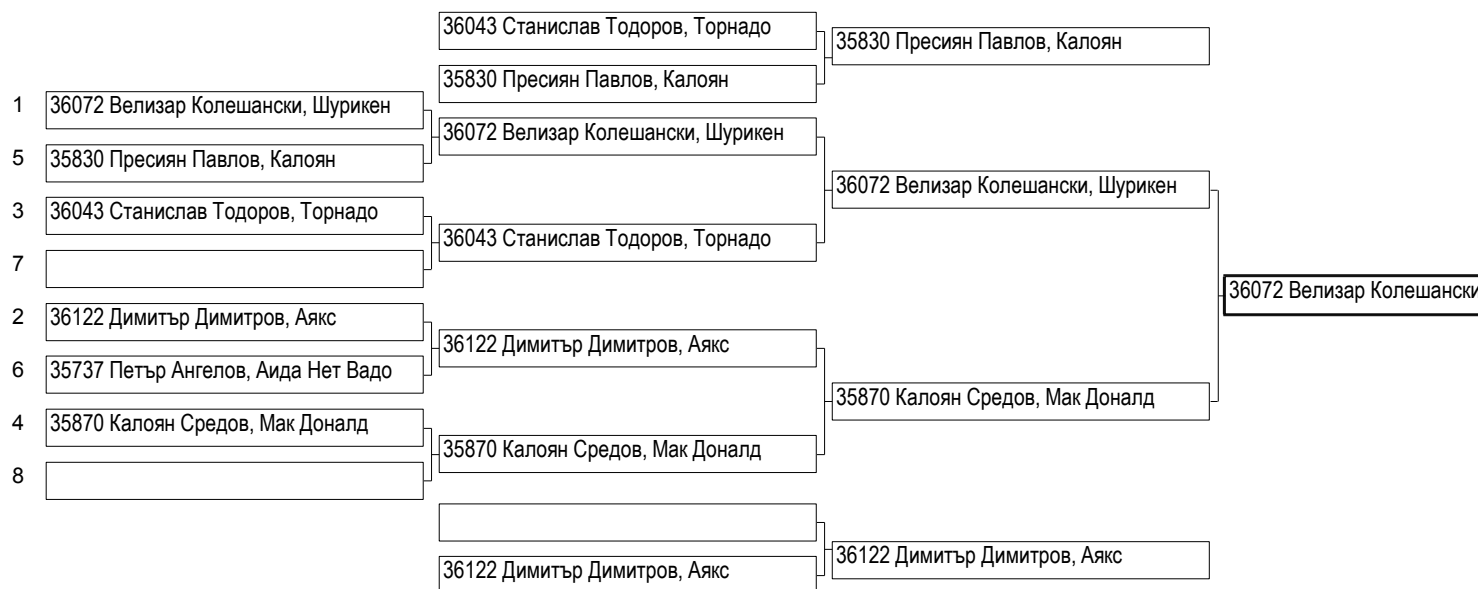 36043 Станислав Тодоров, Торнадо
35830 Пресиян Павлов, Калоян
35830 Пресиян Павлов, Калоян
1 36072 Велизар Колешански, Шурикен
36072 Велизар Колешански, Шурикен
5 35830 Пресиян Павлов, Калоян
36072 Велизар Колешански, Шурикен
3 36043 Станислав Тодоров, Торнадо
36043 Станислав Тодоров, Торнадо
7
36072 Велизар Колешански
2 36122 Димитър Димитров, Аякс
36122 Димитър Димитров, Аякс
6 35737 Петър Ангелов, Аида Нет Вадо
35870 Калоян Средов, Мак Доналд
4 35870 Калоян Средов, Мак Доналд
35870 Калоян Средов, Мак Доналд
8
36122 Димитър Димитров, Аякс
36122 Димитър Димитров, Аякс